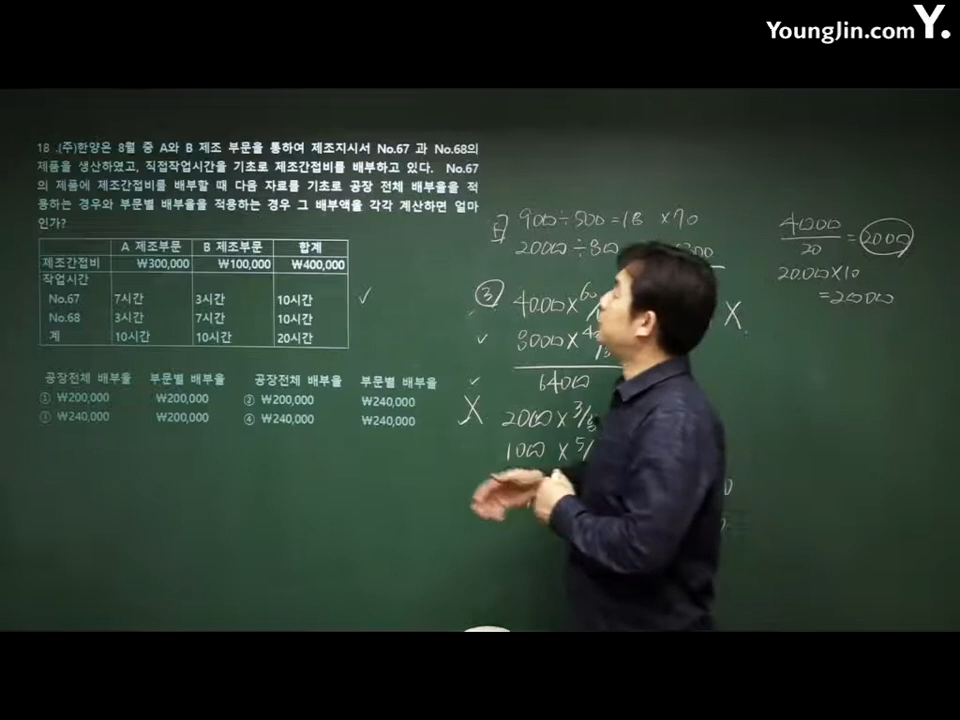 YoungJin.com Y.
18 .(주)한양은 8월 중 A와 B 제조 부문을 통하여 제조지시서 No.67 과 No.68의
제품을 생산하였고, 직접작업시간을 기초로 제조간접비를 배부하고 있다. No.67
의 제품에 제조간접비를 배부할 때 다음 자료를 기초로 공장 전체 배부율을 적
용하는 경우와 부문별 배부율을 적용하는 경우 그 배부액을 각각 계산하면 얼마
인가?
A 제조부문 B 제조부문 합계
제조간접비 ₩300,000 ₩100,000 ₩400,000
작업시간
No.67 7시간 3시간 10시간
No.68 3시간 7시간 10시간
계 10시간 10시간 20시간
공장전체 배부율 부문별 배부율 공장전체 배부율 부문별 배부율
① ₩200,000 ₩200,000 ₩200,000 ₩240,000
₩240,000 ₩200,000 ④ ₩240,000 ₩240,000
900÷500=18 ×70
÷80
③ 4000×60
8000×
6400
×3/
×5/
X
X
4000/20 = 2000
2000×10
=20000